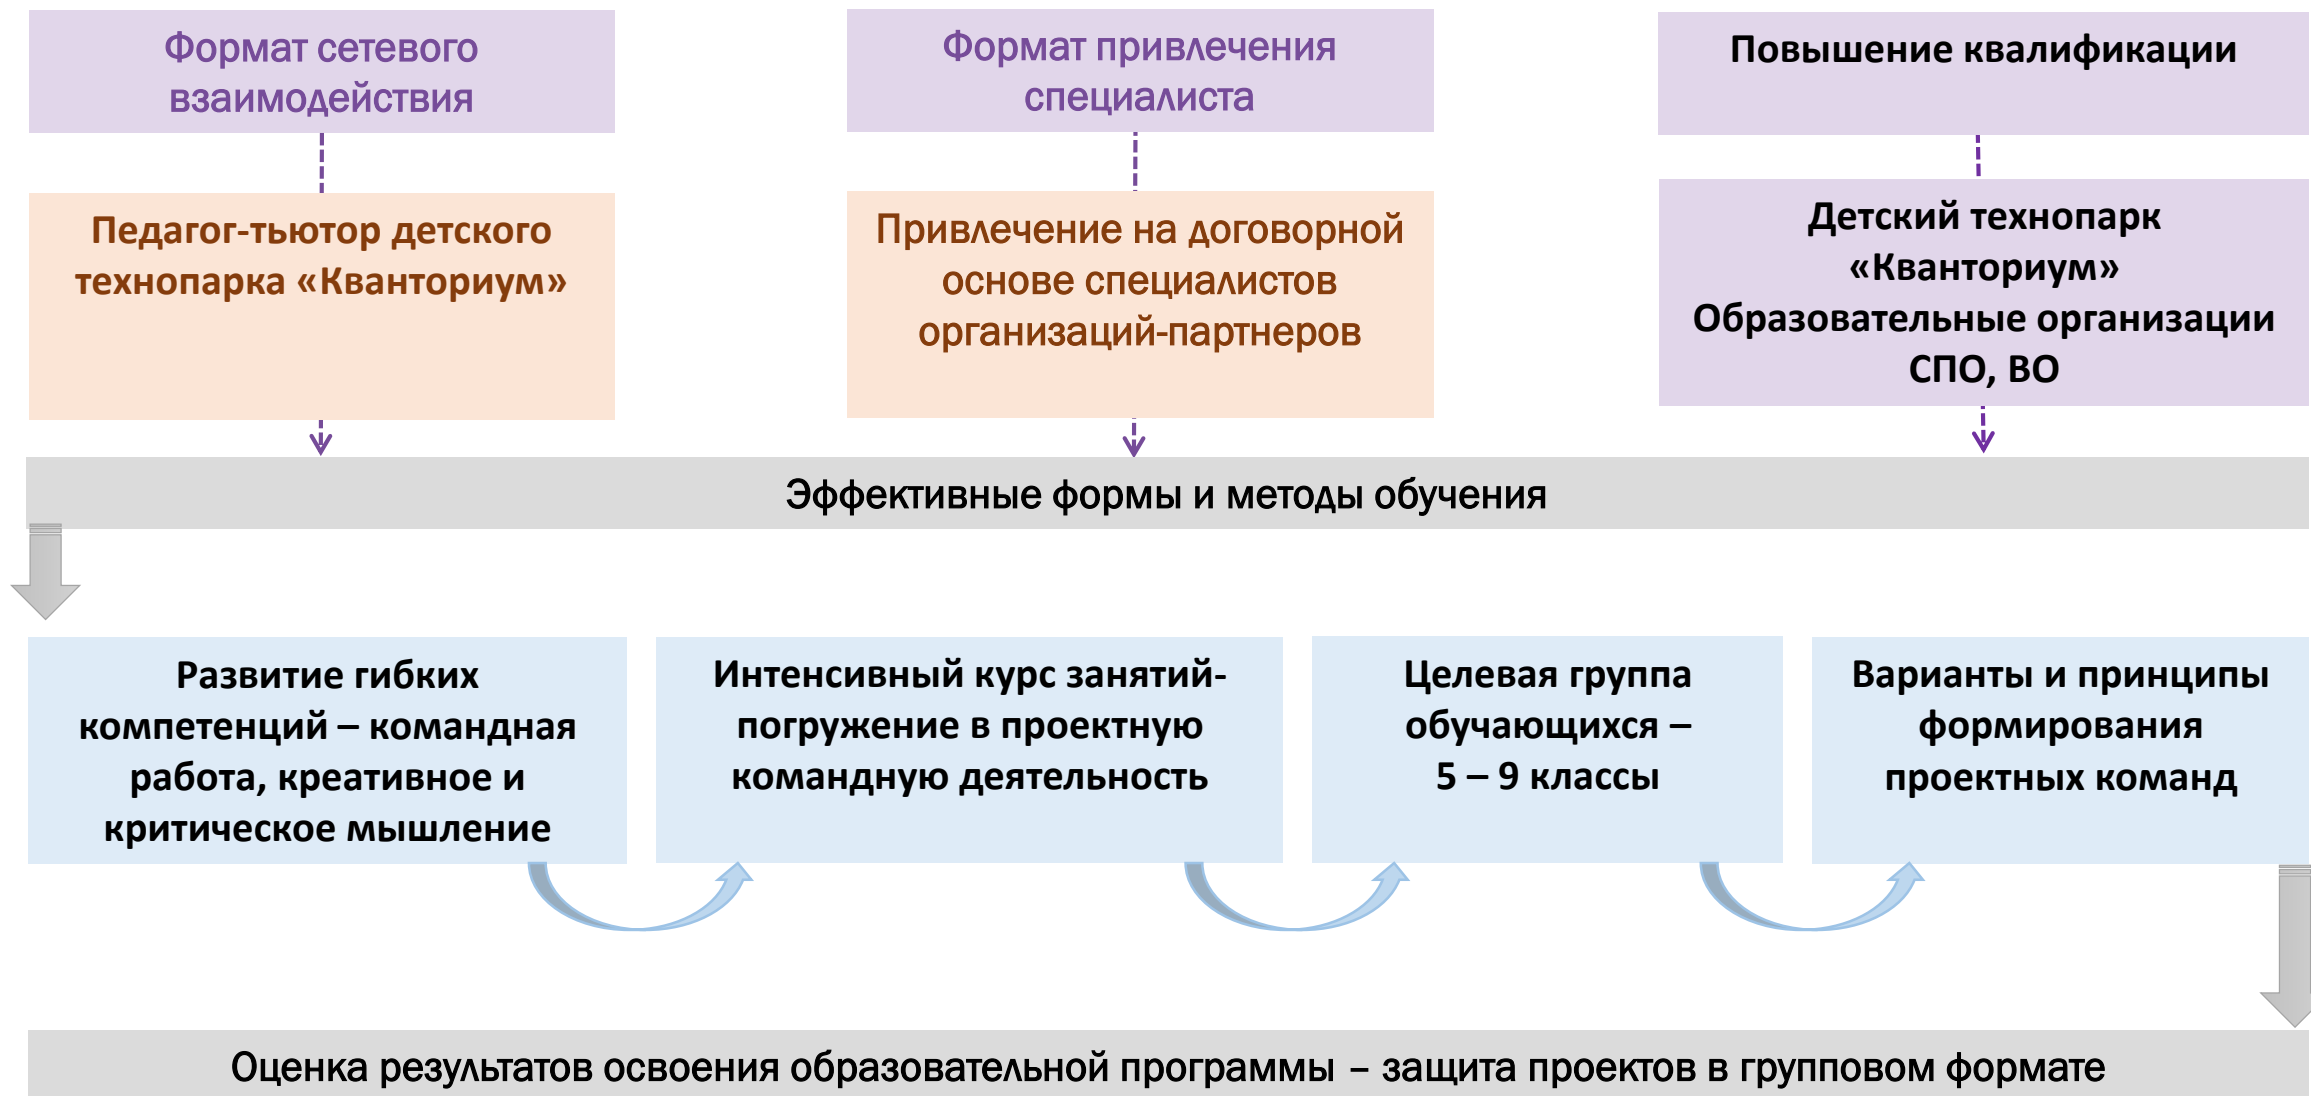 Формат сетевого
взаимодействия
Формат привлечения
специалиста
Повышение квалификации
Педагог-тьютор детского
технопарка «Кванториум»
Привлечение на договорной
основе специалистов
организаций-партнеров
Детский технопарк
«Кванториум»
Образовательные организации
СПО, ВО
Эффективные формы и методы обучения
Развитие гибких
компетенций – командная
работа, креативное и
критическое мышление
Интенсивный курс занятий-
погружение в проектную
командную деятельность
Целевая группа
обучающихся –
5 – 9 классы
Варианты и принципы
формирования
проектных команд
Оценка результатов освоения образовательной программы – защита проектов в групповом формате